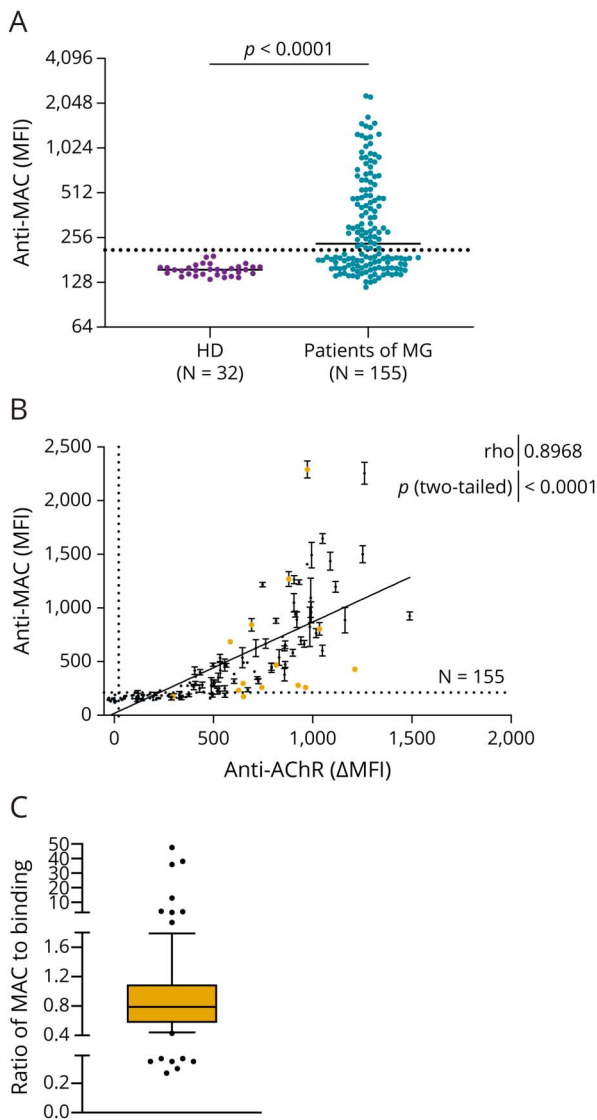 A
p < 0.0001
Anti-MAC (MFI)
4,096
2,048
1,024
512
256
128
64
HD
(N = 32)
Patients of MG
(N = 155)
B
Anti-MAC (MFI)
2,500
2,000
1,500
1,000
500
0
rho 0.8968
p (two-tailed) < 0.0001
N = 155
0 500 1,000 1,500 2,000
Anti-AChR (ΔMFI)
C
Ratio of MAC to binding
50
40
30
20
10
1.6
1.2
0.8
0.4
0.2
0.0